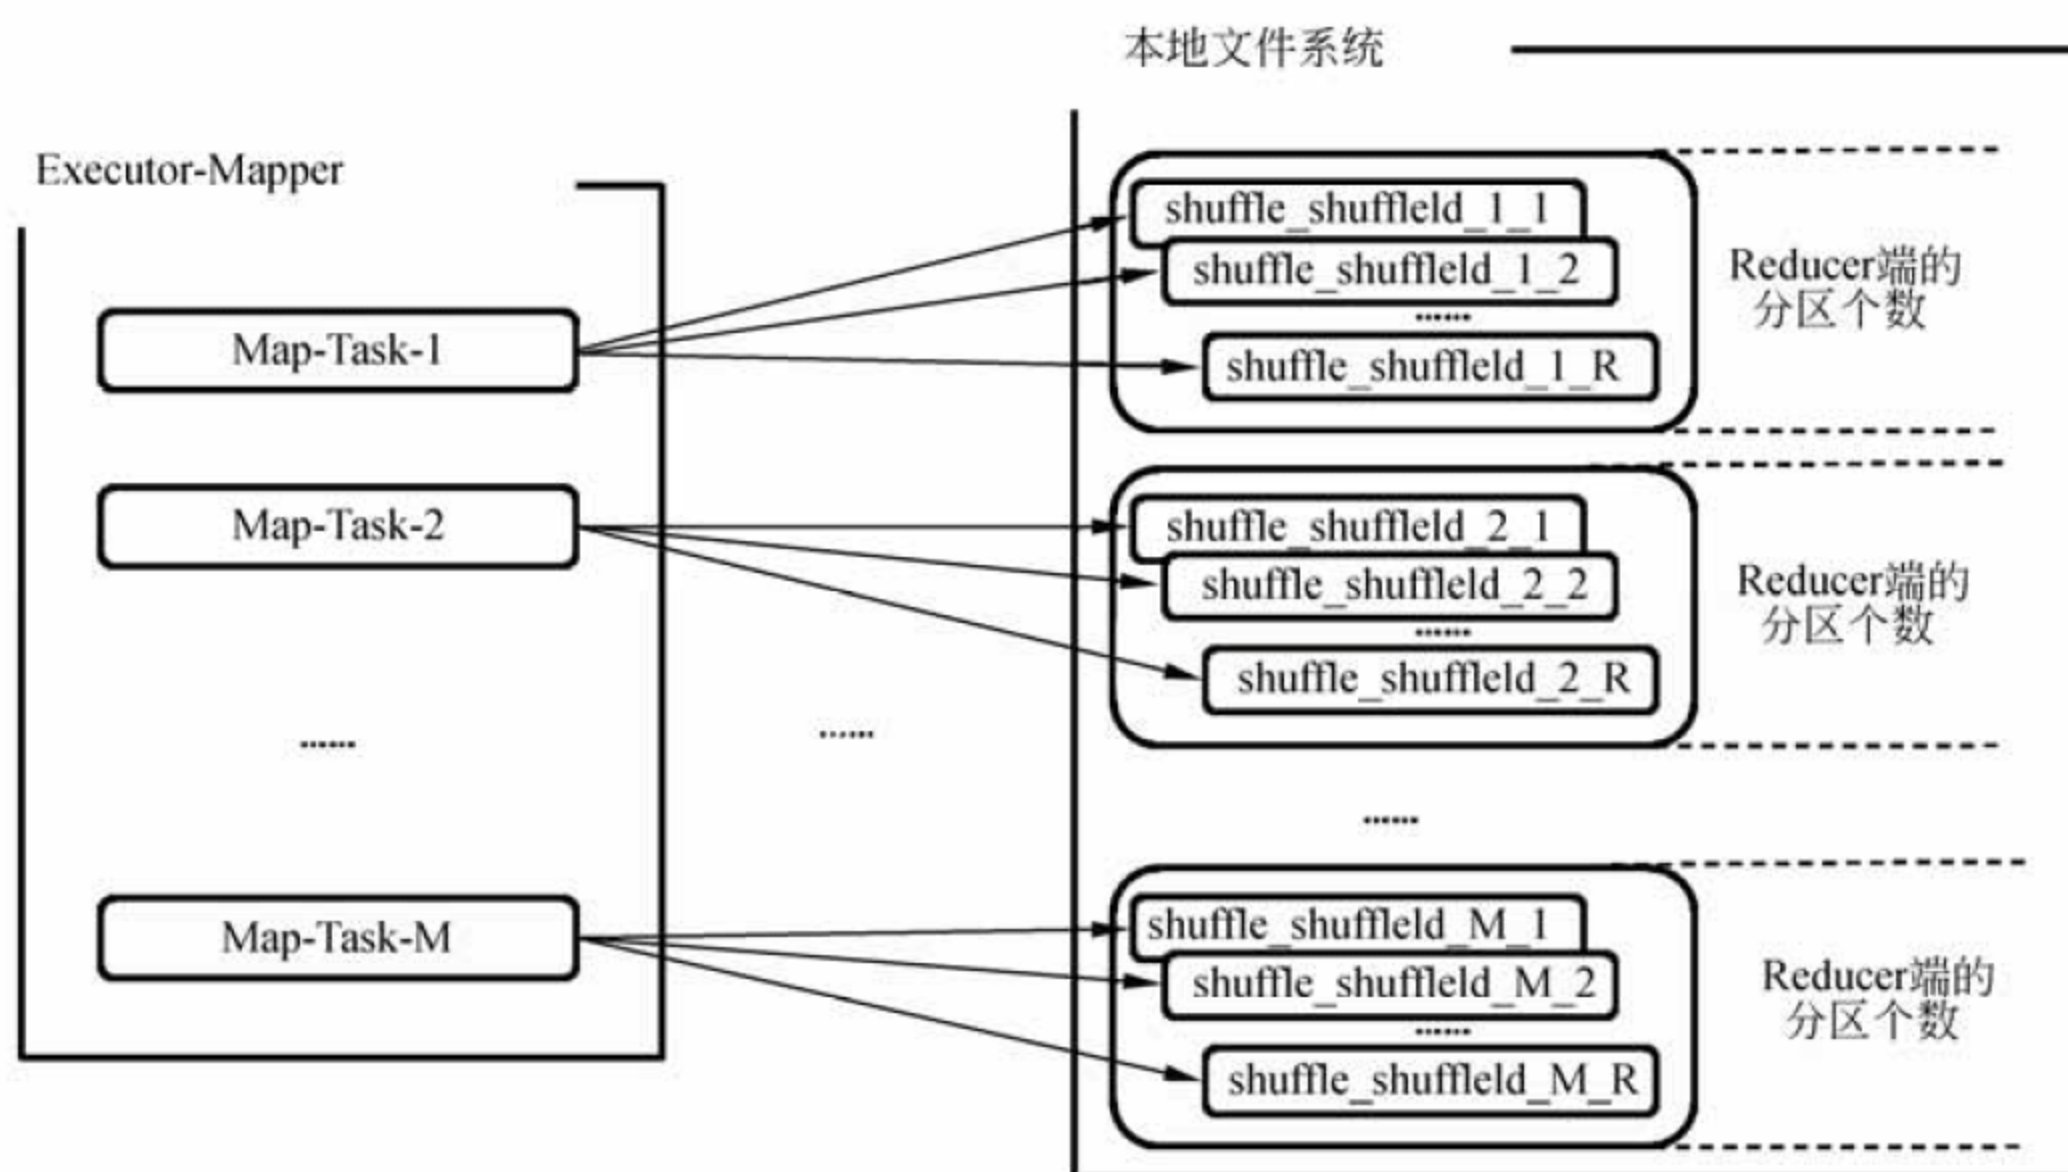 本地文件系统
Executor-Mapper
Map-Task-1
Map-Task-2
......
Map-Task-M
......
shuffle_shuffleld_1_1
shuffle_shuffleld_1_2
......
shuffle_shuffleld_1_R
Reducer端的
分区个数
shuffle_shuffleld_2_1
shuffle_shuffleld_2_2
......
shuffle_shuffleld_2_R
Reducer端的
分区个数
......
shuffle_shuffleld_M_1
shuffle_shuffleld_M_2
......
shuffle_shuffleld_M_R
Reducer端的
分区个数